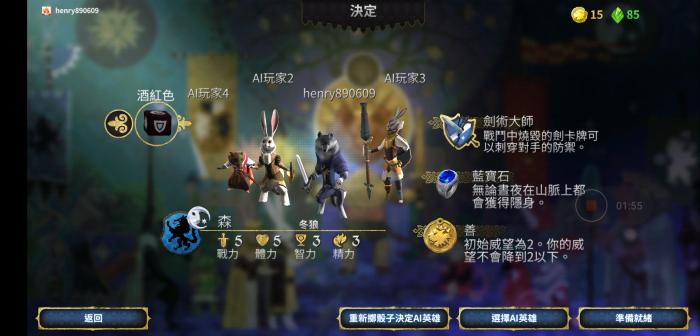 henry890609
決定
15
85
AI玩家2
AI玩家3
酒紅色
AI玩家4
henry890609
劍術大師
戰鬥中燒毀的劍卡牌可
以刺穿對手的防禦。
藍寶石
無論晝夜在山脈上都
會獲得隱身。
01:55
森
冬狼
5
5
3
3
戰力
體力
智力
精力
善
初始威望為2。你的威
望不會降到2以下。
返回
重新擲骰子決定AI英雄
選擇AI英雄
準備就緒